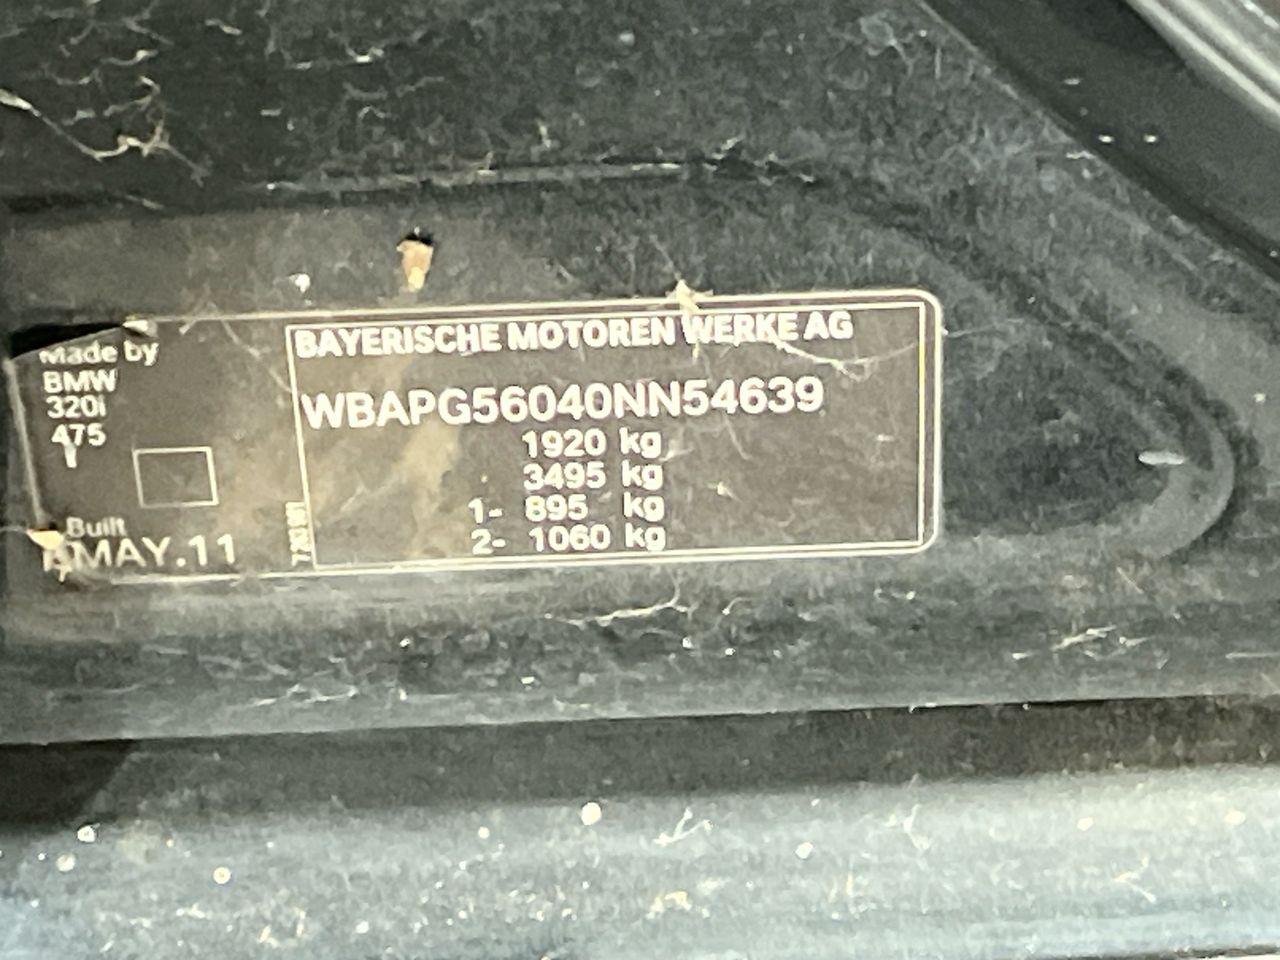 Made by
BMW
320i
475
Y
Built
MAY.11
BAYERISCHE MOTOREN WERKE AG
WBAPG56040NN54639
1920 kg
3495 kg
1- 895 kg
2- 1060 kg